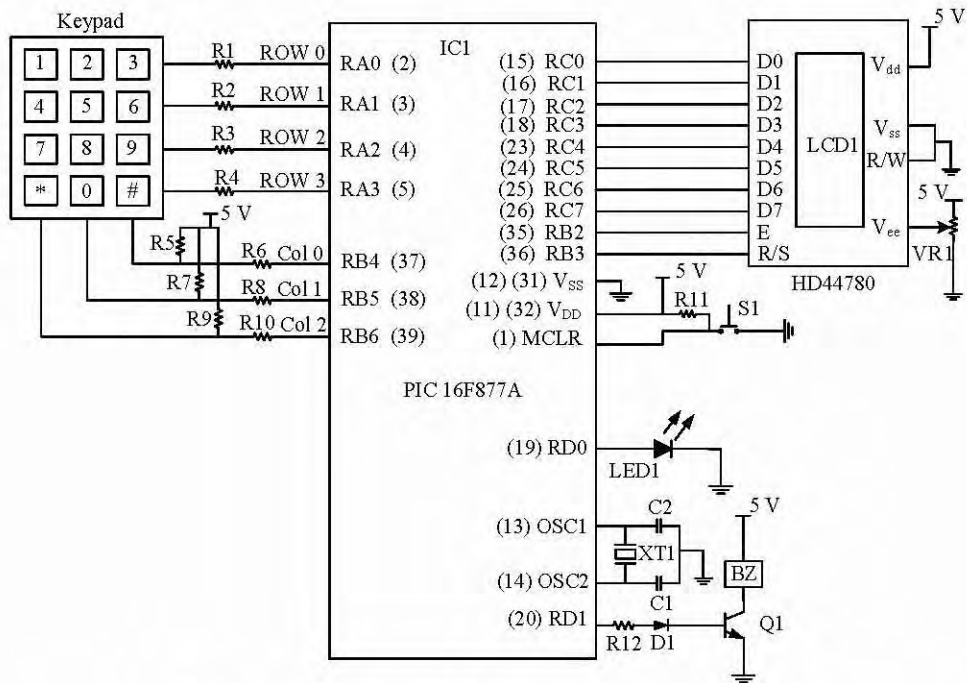 Keypad
1 2 3
4 5 6
7 8 9
* 0 #
R1 ROW 0
R2 ROW 1
R3 ROW 2
R4 ROW 3
5 V
R5
R6 Col 0
R7
R8 Col 1
R9
R10 Col 2
IC1
RA0 (2)
RA1 (3)
RA2 (4)
RA3 (5)
RB4 (37)
RB5 (38)
RB6 (39)
PIC 16F877A
(15) RC0
(16) RC1
(17) RC2
(18) RC3
(23) RC4
(24) RC5
(25) RC6
(26) RC7
(35) RB2
(36) RB3
(12) (31) VSS
(11) (32) VDD
(1) MCLR
(19) RD0
(13) OSC1
(14) OSC2
(20) RD1
D0
D1
D2
D3
D4
D5
D6
D7
E
R/S
LCD1
Vdd
Vss
R/W
Vee
5 V
5 V
VR1
HD44780
5 V
R11
S1
LED1
C2
XT1
C1
5 V
BZ
R12
D1
Q1